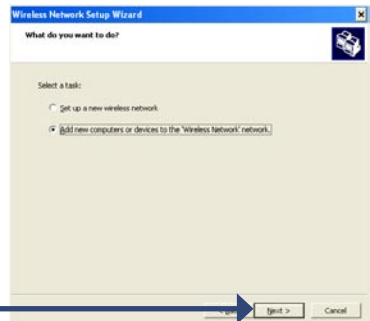 Wireless Network Setup Wizard
What do you want to do?
Select a task:
Set up a new wireless network
Add new computers or devices to the 'Wireless Network' network.
Next >
Cancel